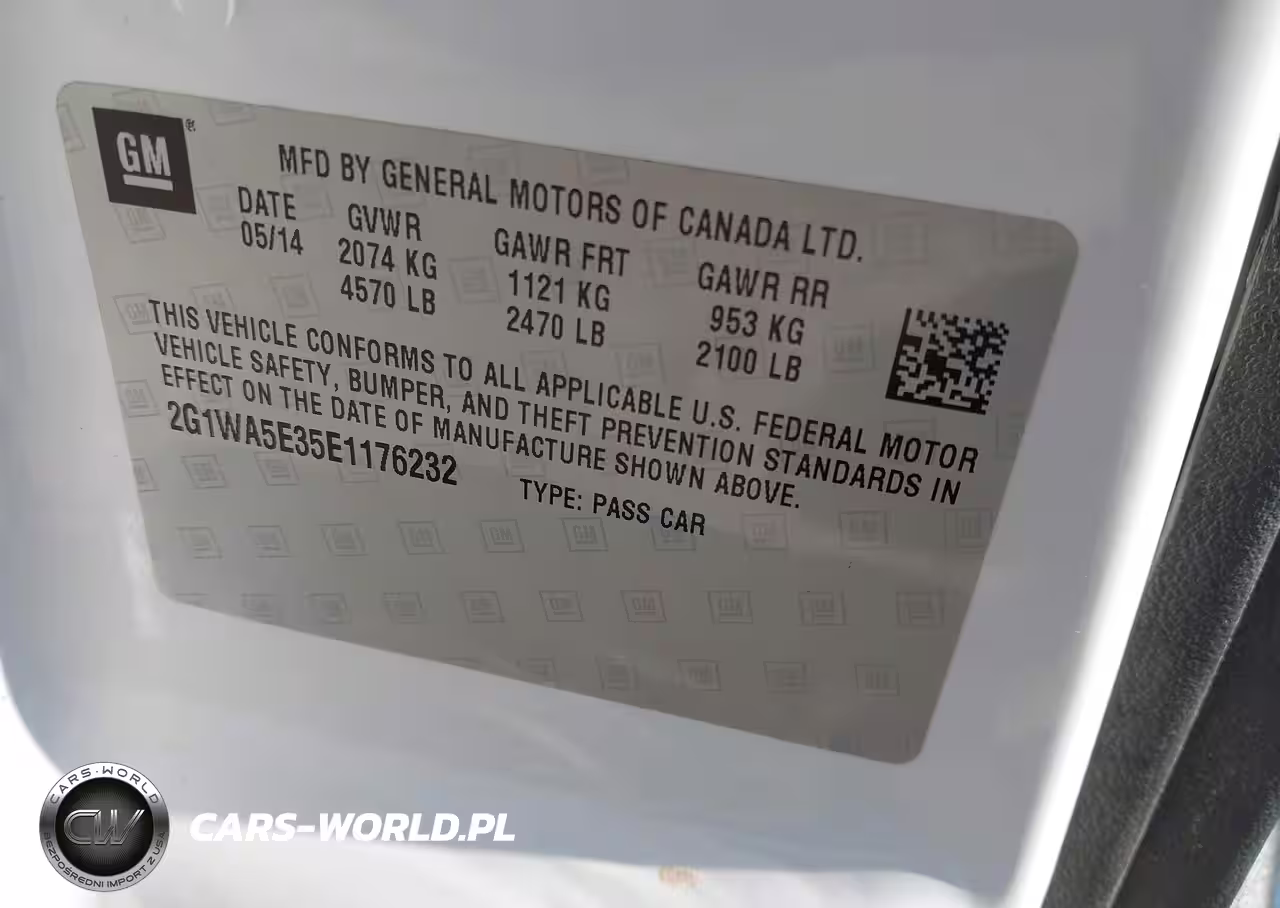 GM®
MFD BY GENERAL MOTORS OF CANADA LTD.
DATE GVWR GAWR FRT GAWR RR
05/14 2074 KG 1121 KG 953 KG
4570 LB 2470 LB 2100 LB
THIS VEHICLE CONFORMS TO ALL APPLICABLE U.S. FEDERAL MOTOR
VEHICLE SAFETY, BUMPER, AND THEFT PREVENTION STANDARDS IN
EFFECT ON THE DATE OF MANUFACTURE SHOWN ABOVE.
2G1WA5E35E1176232 TYPE: PASS CAR
CARS-WORLD
CW
BEZPOŚREDNI IMPORT Z USA
CARS-WORLD.PL